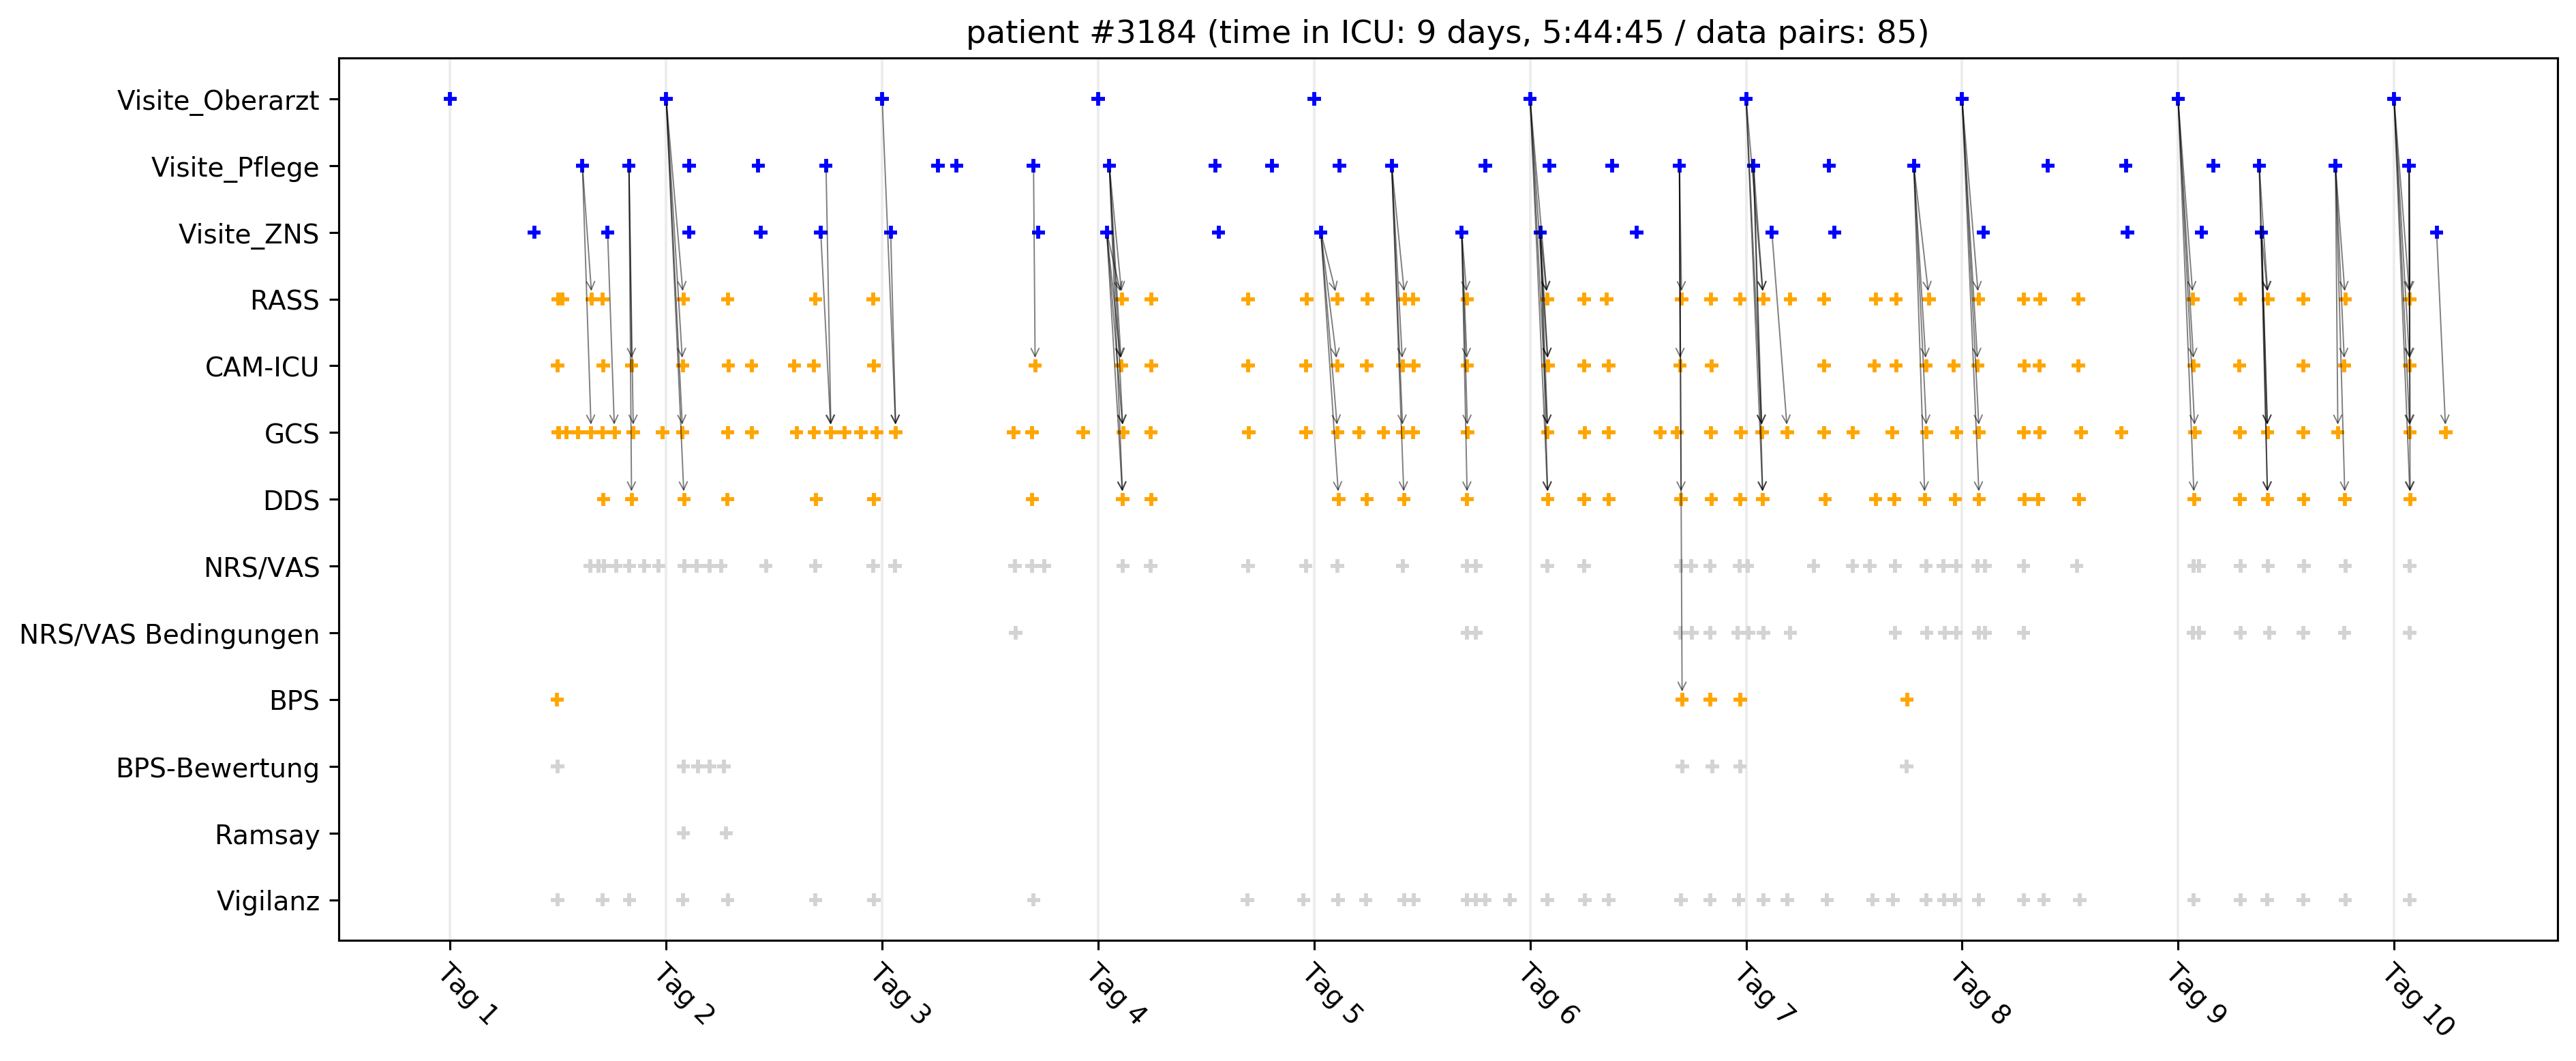 patient #3184 (time in ICU: 9 days, 5:44:45 / data pairs: 85)
Visite_Oberarzt
Visite_Pflege
Visite_ZNS
RASS
CAM-ICU
GCS
DDS
NRS/VAS
NRS/VAS Bedingungen
BPS
BPS-Bewertung
Ramsay
Vigilanz
Tag 1
Tag 2
Tag 3
Tag 4
Tag 5
Tag 6
Tag 7
Tag 8
Tag 9
Tag 10